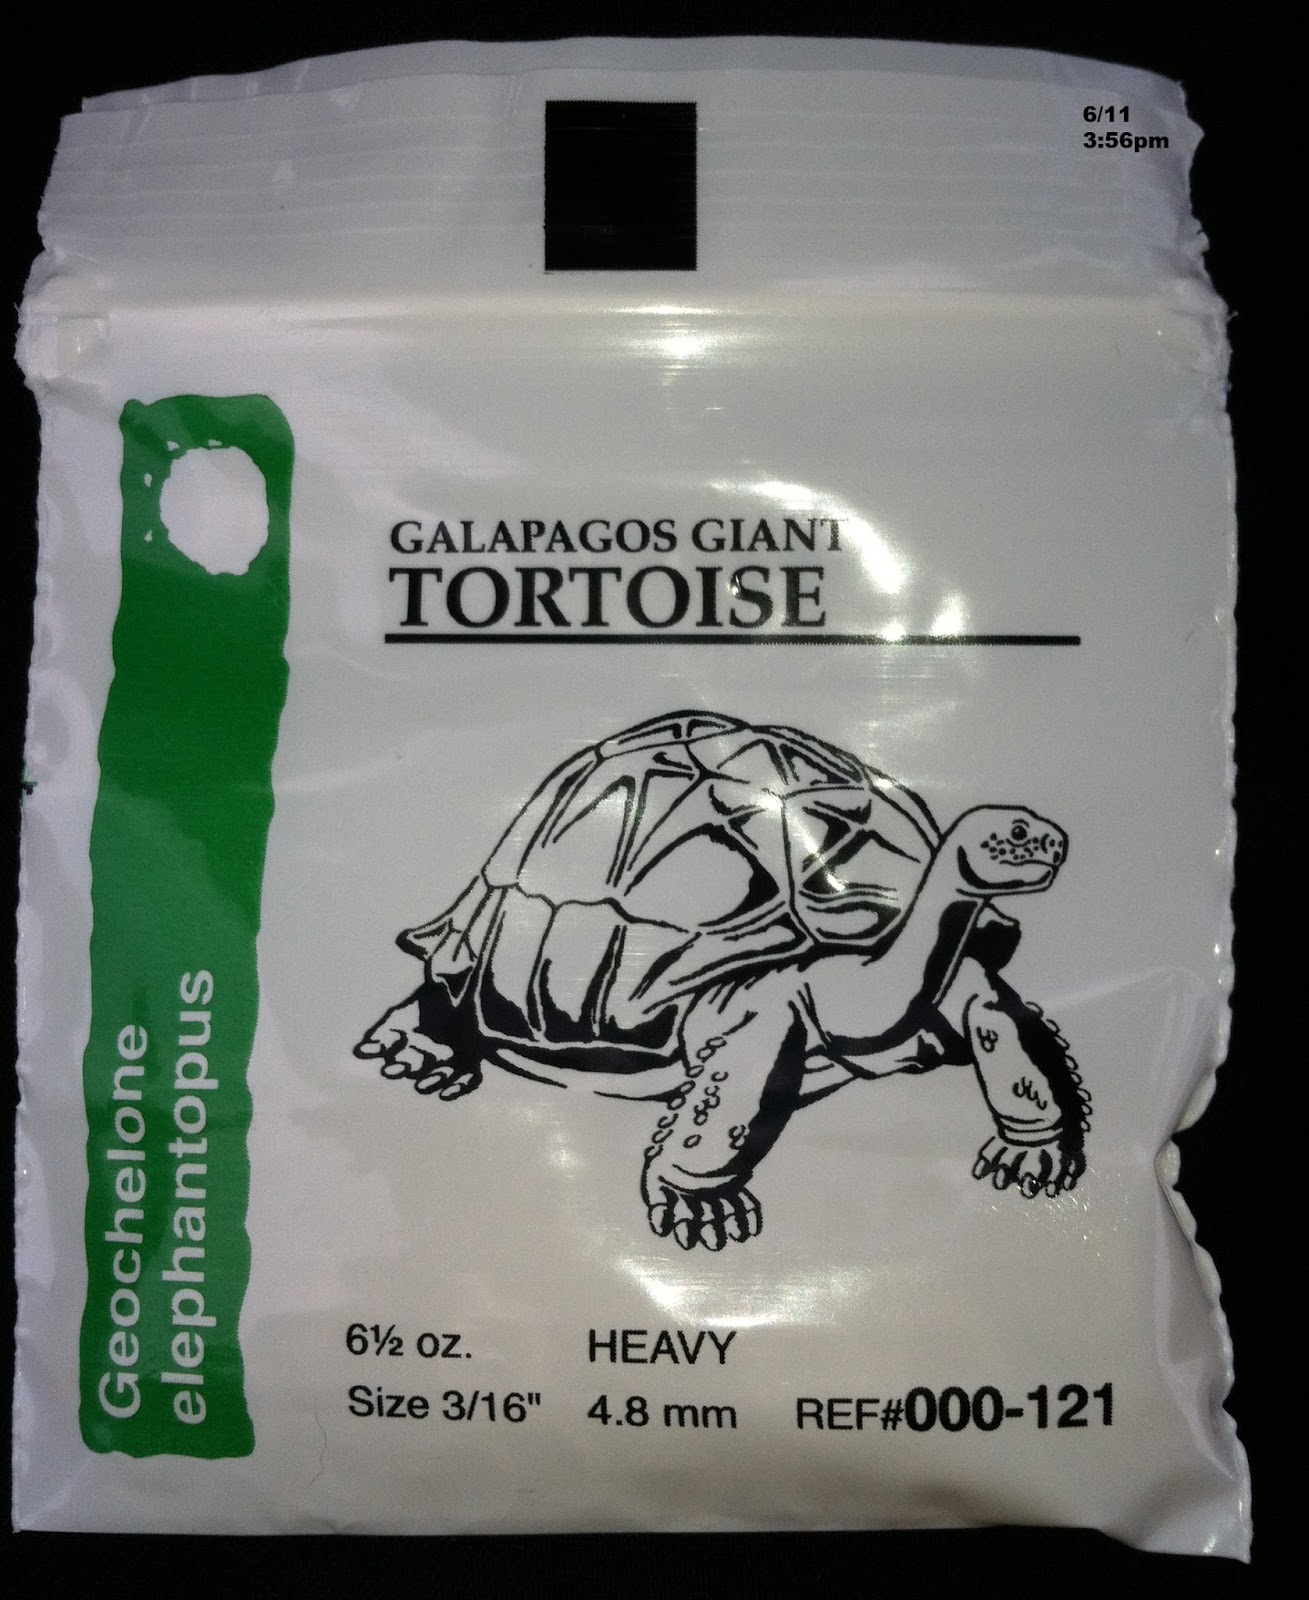 6/11
3:56pm
GALAPAGOS GIANT
TORTOISE
Geochelone
elephantopus
6½ oz. HEAVY
Size 3/16" 4.8 mm REF#000-121